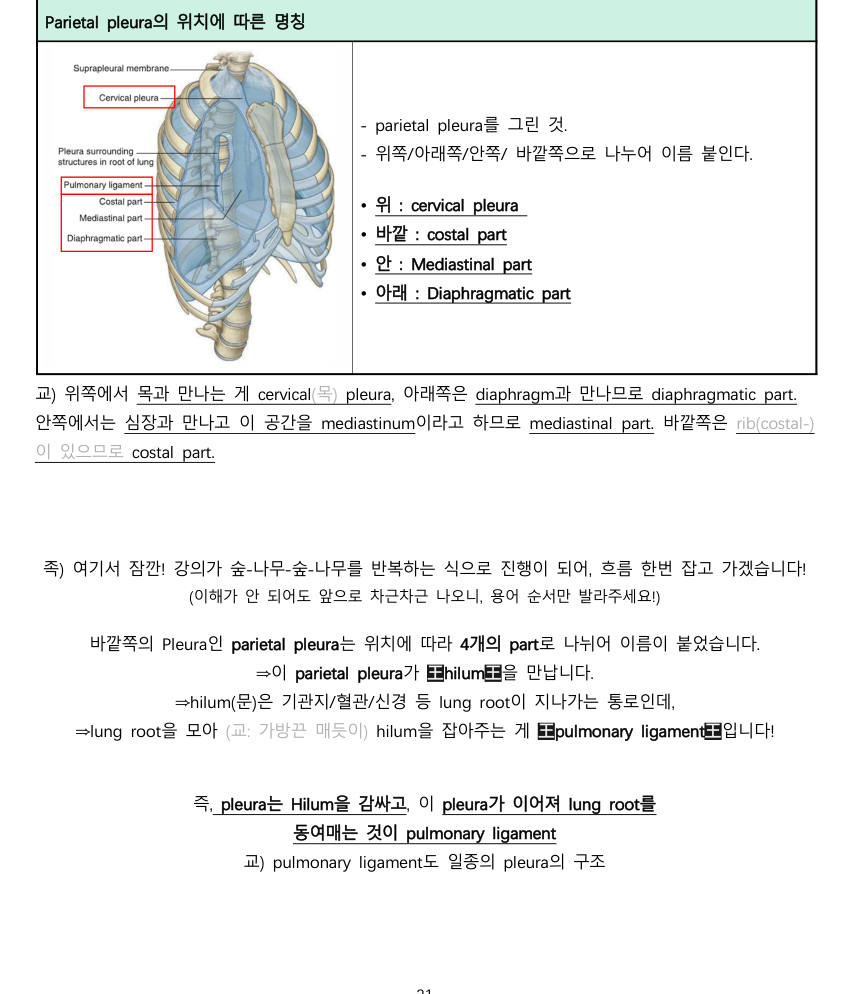 Parietal pleura의 위치에 따른 명칭
Suprapleural membrane
Cervical pleura
Pleura surrounding
structures in root of lung
Pulmonary ligament
Costal part
Mediastinal part
Diaphragmatic part
- parietal pleura를 그린 것.
- 위쪽/아래쪽/안쪽/ 바깥쪽으로 나누어 이름 붙인다.
• 위 : cervical pleura
• 바깥 : costal part
• 안 : Mediastinal part
• 아래 : Diaphragmatic part
교) 위쪽에서 목과 만나는 게 cervical(목) pleura, 아래쪽은 diaphragm과 만나므로 diaphragmatic part.
안쪽에서는 심장과 만나고 이 공간을 mediastinum이라고 하므로 mediastinal part. 바깥쪽은 rib(costal-)
이 있으므로 costal part.
족) 여기서 잠깐! 강의가 숲-나무-숲-나무를 반복하는 식으로 진행이 되어, 흐름 한번 잡고 가겠습니다!
(이해가 안 되어도 앞으로 차근차근 나오니, 용어 순서만 발라주세요!)
바깥쪽의 Pleura인 parietal pleura는 위치에 따라 4개의 part로 나뉘어 이름이 붙었습니다.
⇒이 parietal pleura가 王hilum王을 만납니다.
⇒hilum(문)은 기관지/혈관/신경 등 lung root이 지나가는 통로인데,
⇒lung root을 모아 (교: 가방끈 매듯이) hilum을 잡아주는 게 王pulmonary ligament王입니다!
즉, pleura는 Hilum을 감싸고, 이 pleura가 이어져 lung root를
동여매는 것이 pulmonary ligament
교) pulmonary ligament도 일종의 pleura의 구조